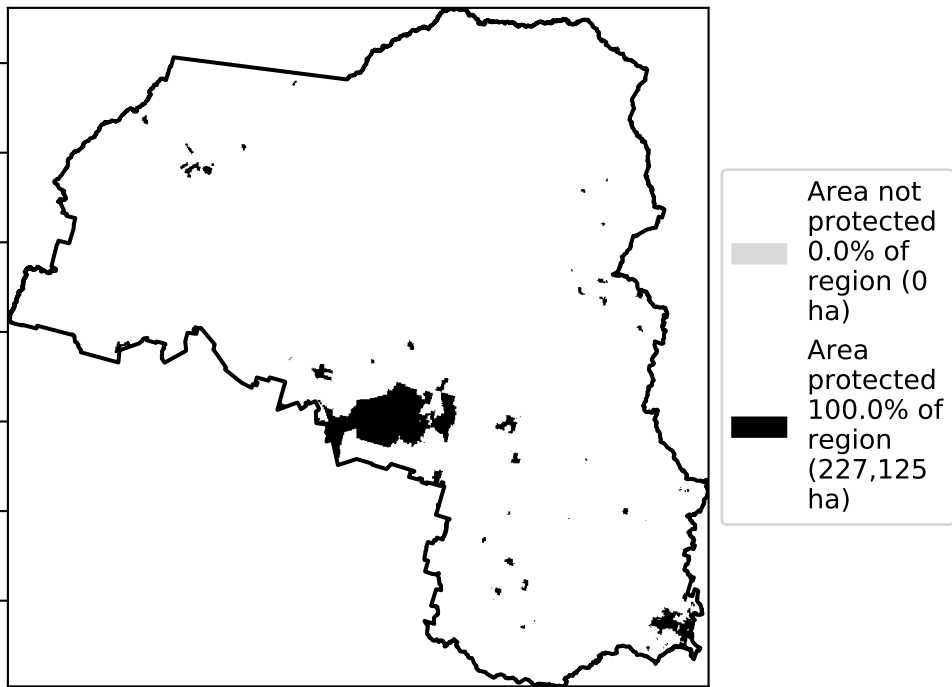 Area not
protected
0.0% of
region (0
ha)
Area
protected
100.0% of
region
(227,125
ha)